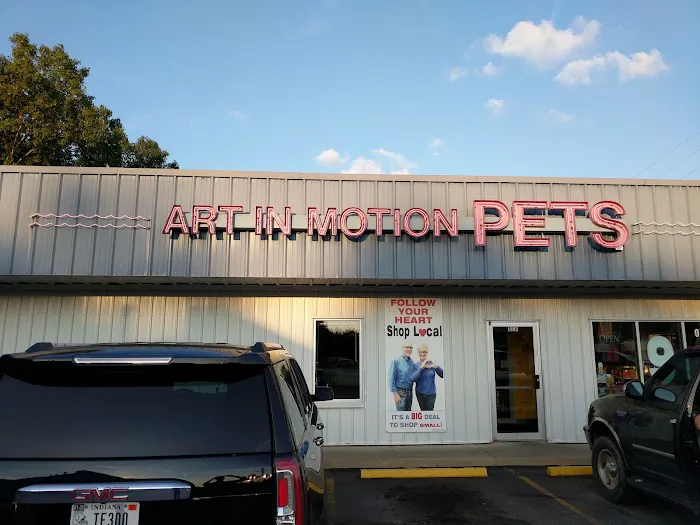 ART IN MOTION PETS
FOLLOW
YOUR
HEART
Shop Local
IT'S A BIG DEAL
TO SHOP SMALL!
OPEN
GMC
INDIANA
TE300